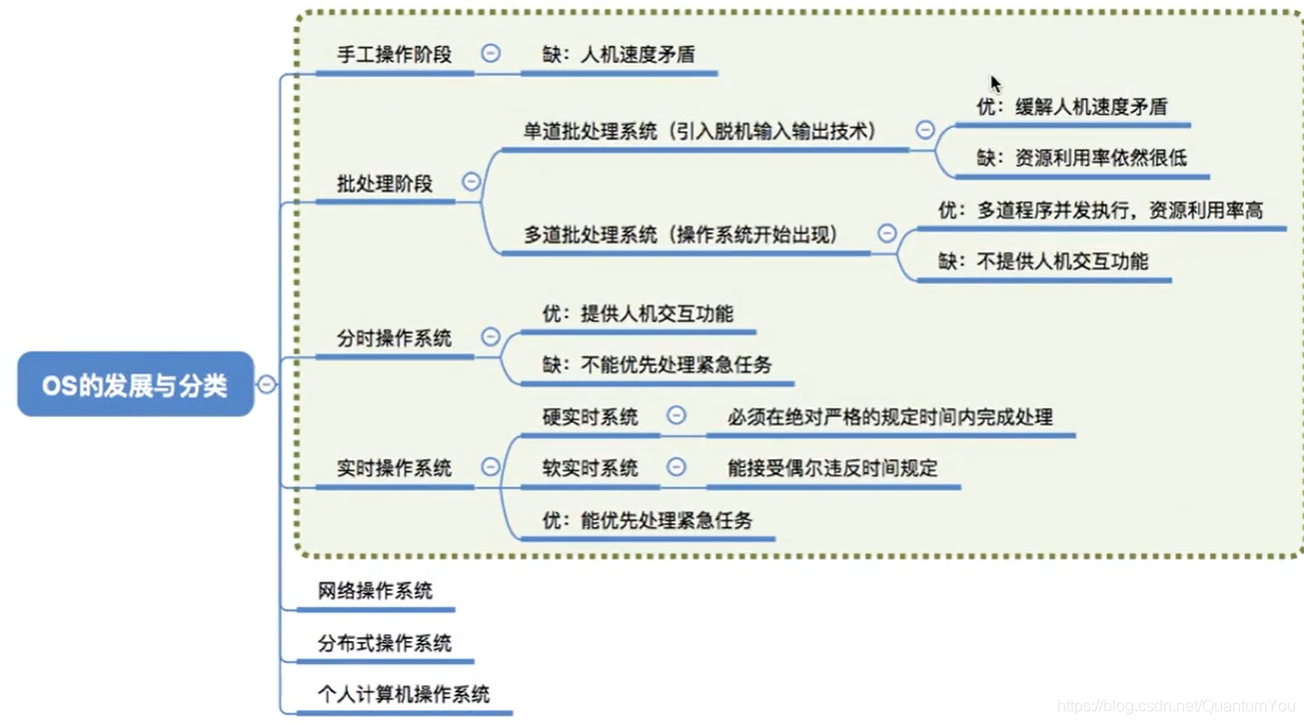 OS的发展与分类
手工操作阶段
缺：人机速度矛盾
批处理阶段
单道批处理系统（引入脱机输入输出技术）
优：缓解人机速度矛盾
缺：资源利用率依然很低
多道批处理系统（操作系统开始出现）
优：多道程序并发执行，资源利用率高
缺：不提供人机交互功能
分时操作系统
优：提供人机交互功能
缺：不能优先处理紧急任务
实时操作系统
硬实时系统
必须在绝对严格的规定时间内完成处理
软实时系统
能接受偶尔违反时间规定
优：能优先处理紧急任务
网络操作系统
分布式操作系统
个人计算机操作系统
https://blog.csdn.net/QuantumYou